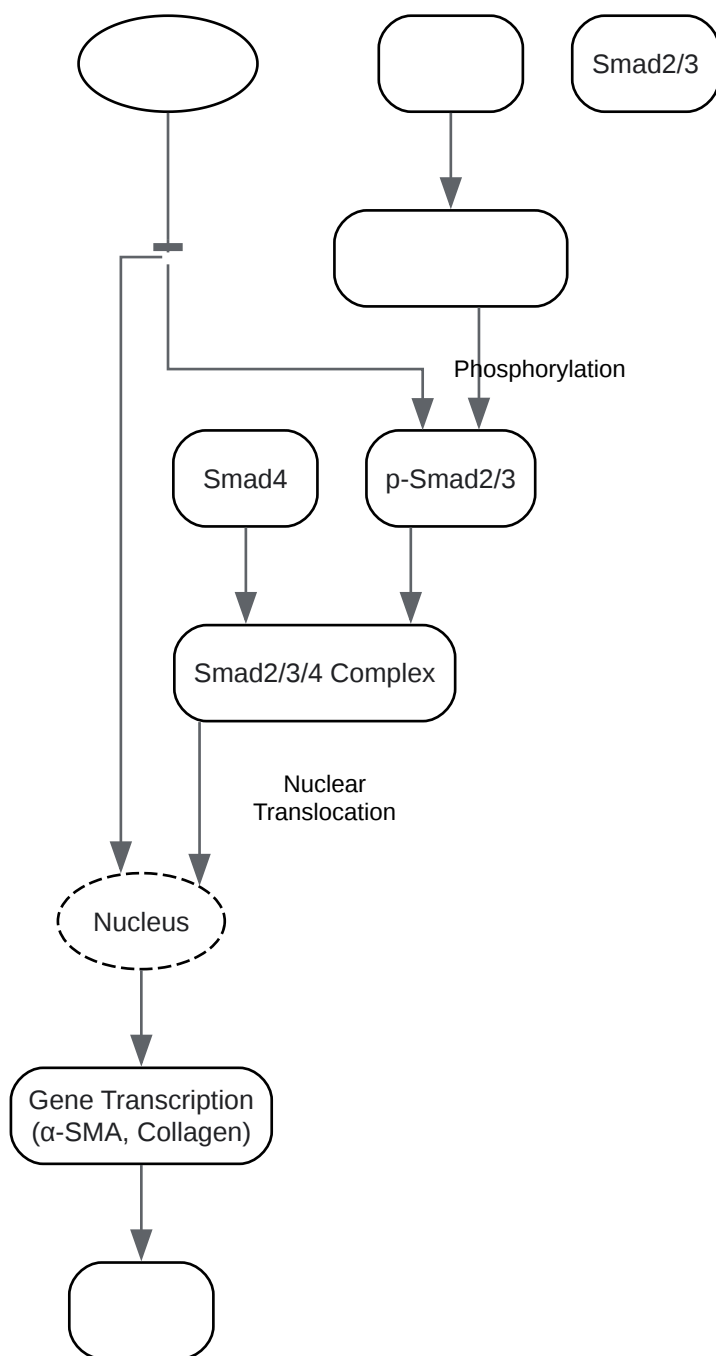 Smad2/3
Phosphorylation
Smad4
p-Smad2/3
Smad2/3/4 Complex
Nuclear
Translocation
Nucleus
Gene Transcription
(α-SMA, Collagen)